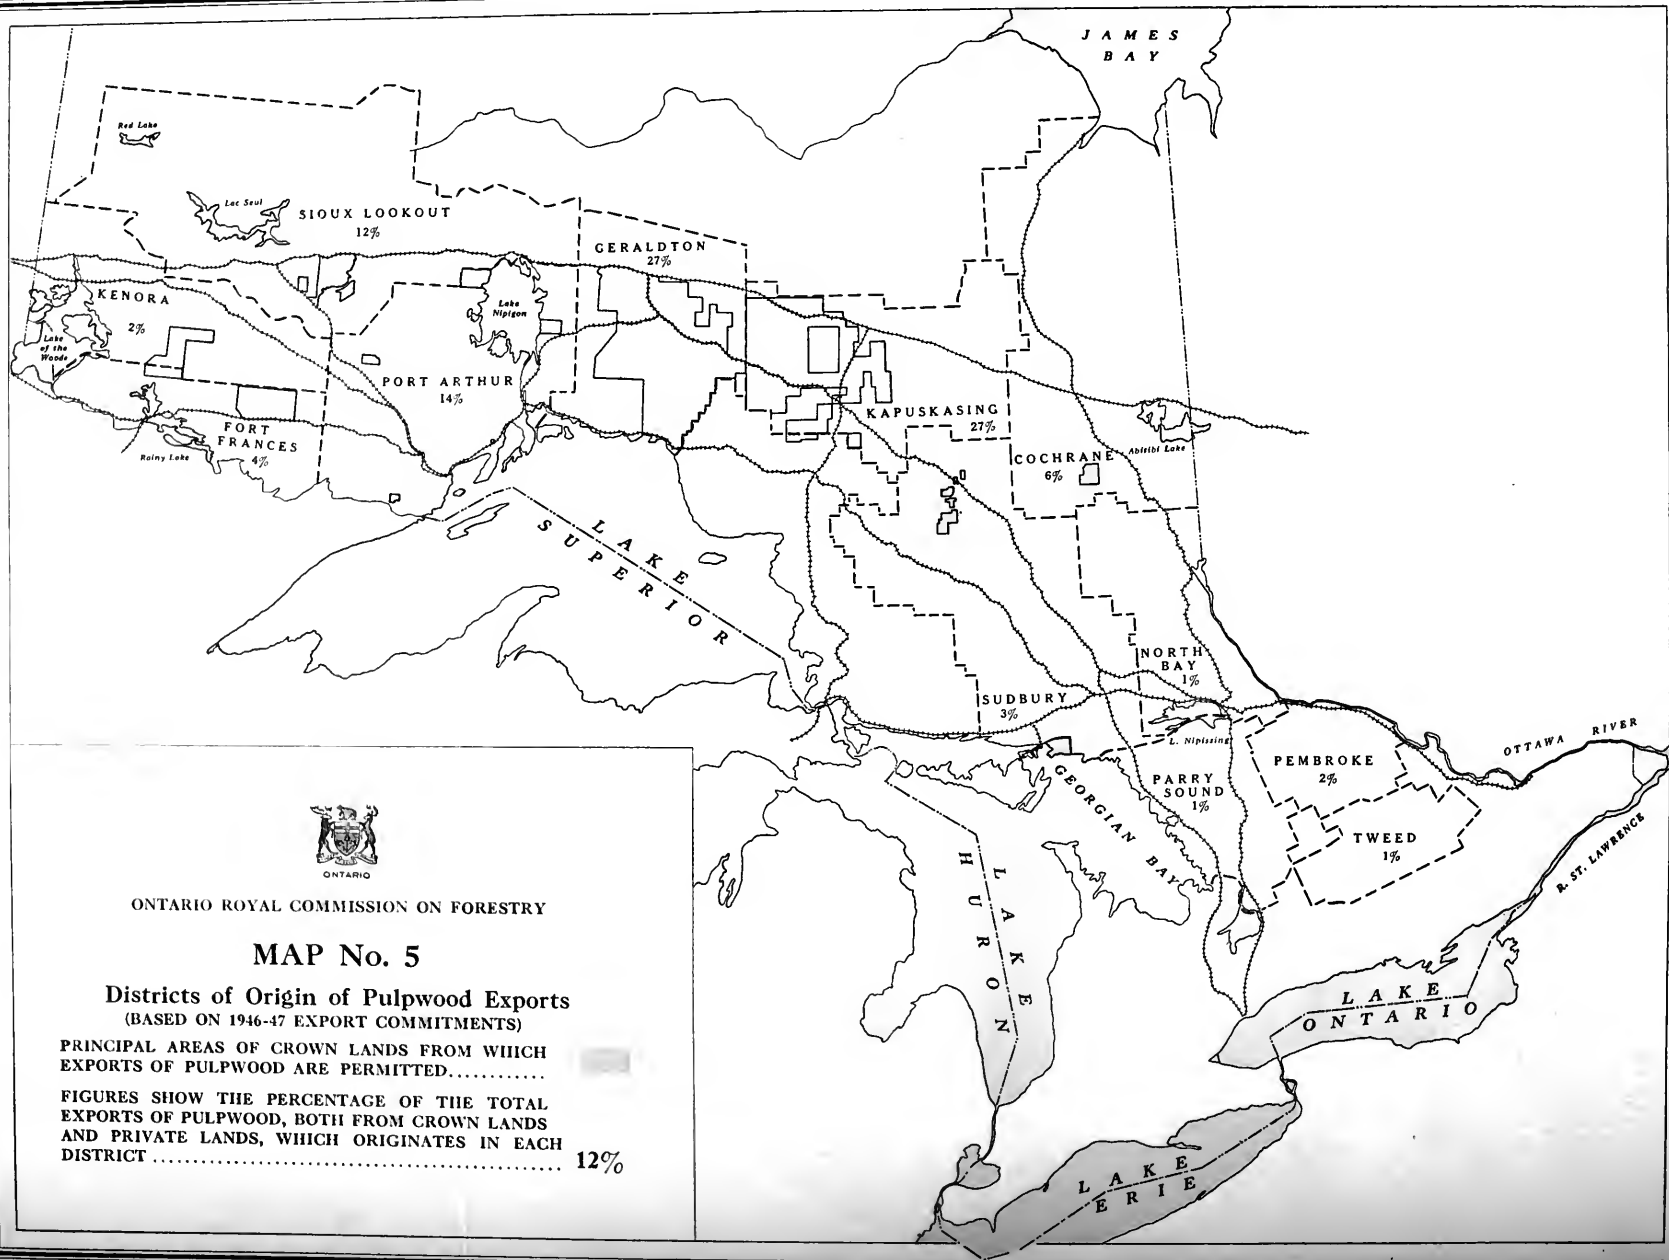 JAMES
BAY
Red Lake
Lac Seul
SIOUX LOOKOUT
12%
GERALDTON
27%
KENORA
2%
Lake
Nipigon
Lake
of the
Woods
PORT ARTHUR
14%
KAPUSKASING
27%
FORT
FRANCES
4%
Rainy Lake
COCHRANE
6%
Abitibi Lake
LAKE
SUPERIOR
NORTH
BAY
1%
SUDBURY
3%
L. Nipissing
OTTAWA RIVER
PEMBROKE
2%
PARRY
SOUND
1%
GEORGIAN BAY
TWEED
1%
R. ST. LAWRENCE
LAKE
HURON
LAKE
ONTARIO
LAKE
ERIE
ONTARIO
ONTARIO ROYAL COMMISSION ON FORESTRY
MAP No. 5
Districts of Origin of Pulpwood Exports
(BASED ON 1946-47 EXPORT COMMITMENTS)
PRINCIPAL AREAS OF CROWN LANDS FROM WHICH
EXPORTS OF PULPWOOD ARE PERMITTED............
FIGURES SHOW THE PERCENTAGE OF THE TOTAL
EXPORTS OF PULPWOOD, BOTH FROM CROWN LANDS
AND PRIVATE LANDS, WHICH ORIGINATES IN EACH
DISTRICT .................................................. 12%